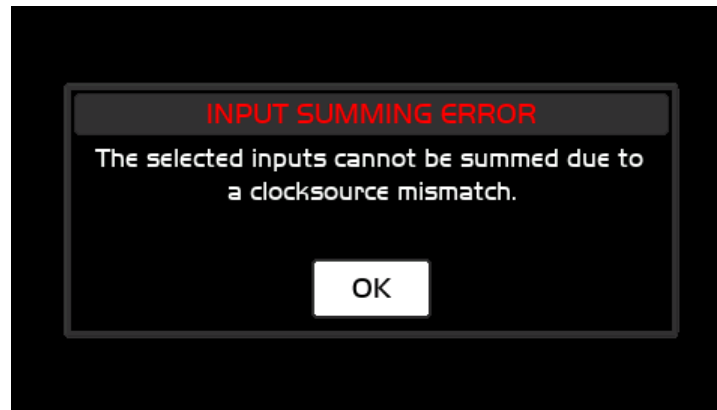 INPUT SUMMING ERROR
The selected inputs cannot be summed due to
a clocksource mismatch.
OK